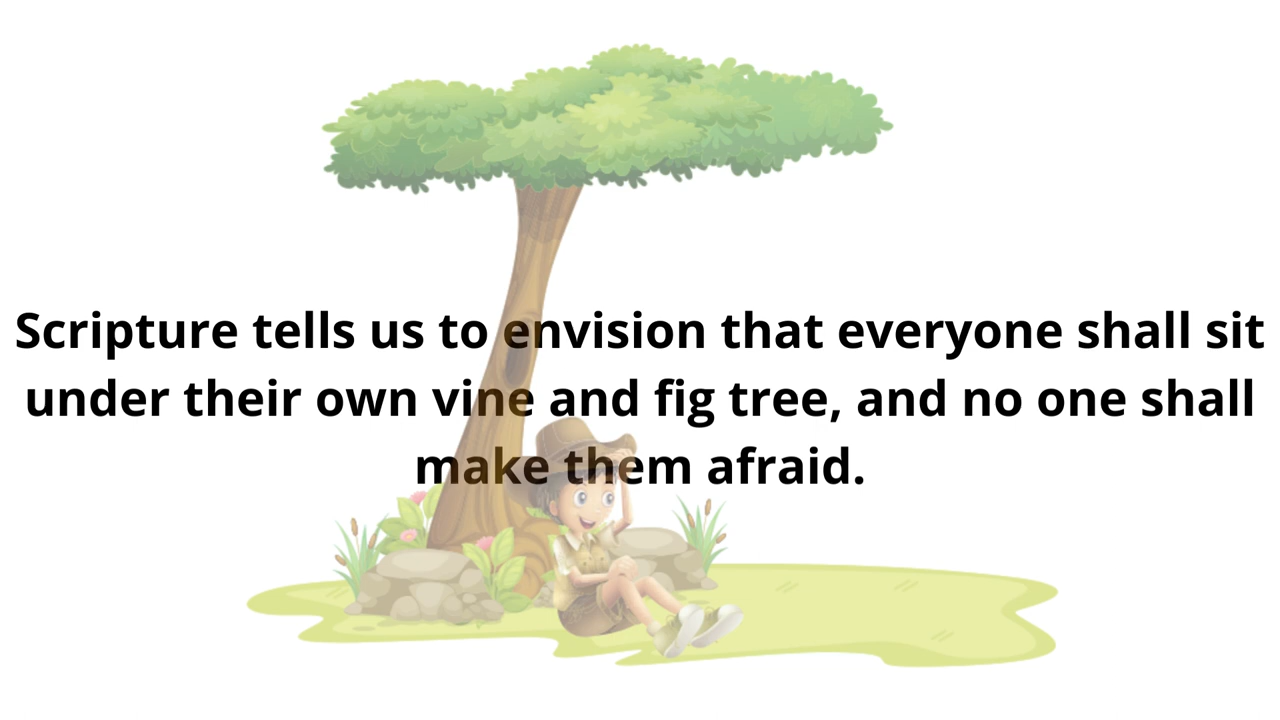 Scripture tells us to envision that everyone shall sit
under their own vine and fig tree, and no one shall
make them afraid.